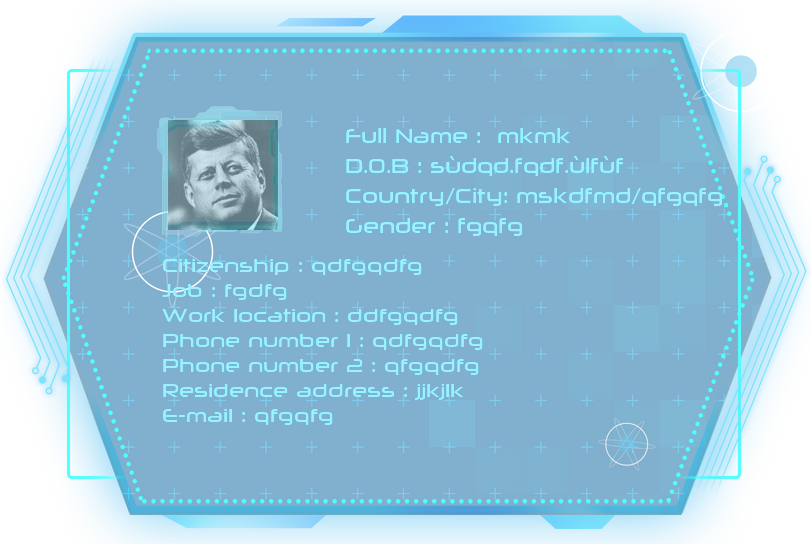 Full Name :  mkmk
D.O.B : sùdqd.fqdf.ùlfùf
Country/City: mskdfmd/qfgqfg
Gender : fgqfg
Citizenship : qdfgqdfg
Job : fgdfg
Work location : ddfgqdfg
Phone number 1 : qdfgqdfg
Phone number 2 : qfgqdfg
Residence address : jjkjlk
E-mail : qfgqfg